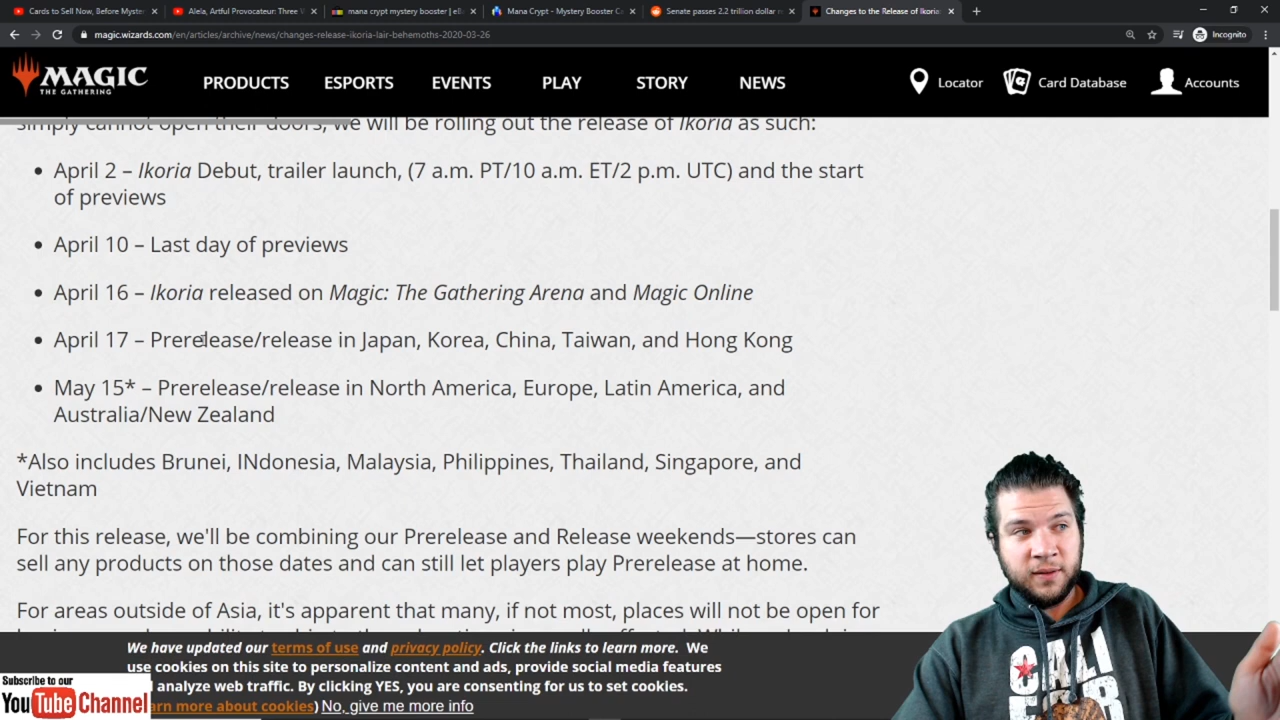 Cards to Sell Now, Before Myster
Alela, Artful Provocateur: Three
mana crypt mystery booster | eB
Mana Crypt - Mystery Booster C
Senate passes 2.2 trillion dollar r
Changes to the Release of Ikoria
magic.wizards.com/en/articles/archive/news/changes-release-ikoria-lair-behemoths-2020-03-26
Incognito
MAGIC
THE GATHERING
PRODUCTS ESPORTS EVENTS PLAY STORY NEWS
Locator Card Database Accounts
simply cannot open their doors, we will be rolling out the release of Ikoria as such:
• April 2 – Ikoria Debut, trailer launch, (7 a.m. PT/10 a.m. ET/2 p.m. UTC) and the start
of previews
• April 10 – Last day of previews
• April 16 – Ikoria released on Magic: The Gathering Arena and Magic Online
• April 17 – Prerelease/release in Japan, Korea, China, Taiwan, and Hong Kong
• May 15* – Prerelease/release in North America, Europe, Latin America, and
Australia/New Zealand
*Also includes Brunei, INdonesia, Malaysia, Philippines, Thailand, Singapore, and
Vietnam
For this release, we'll be combining our Prerelease and Release weekends—stores can
sell any products on those dates and can still let players play Prerelease at home.
For areas outside of Asia, it's apparent that many, if not most, places will not be open for
We have updated our terms of use and privacy policy. Click the links to learn more. We
use cookies on this site to personalize content and ads, provide social media features
analyze web traffic. By clicking YES, you are consenting for us to set cookies.
more about cookies) No, give me more info
Subscribe to our
YouTube Channel
CALI